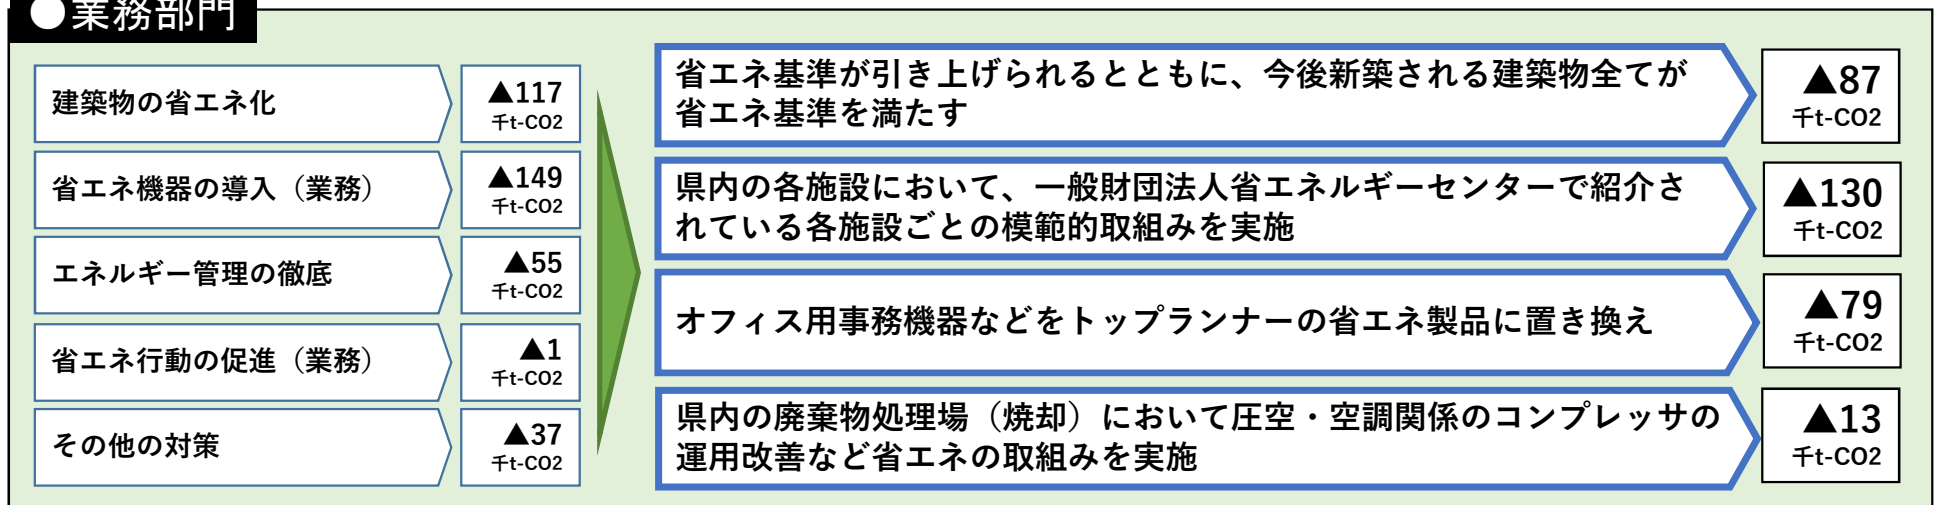 ●業務部門
建築物の省エネ化
▲117
千t-CO2
省エネ機器の導入（業務）
▲149
千t-CO2
エネルギー管理の徹底
▲55
千t-CO2
省エネ行動の促進（業務）
▲1
千t-CO2
その他の対策
▲37
千t-CO2
省エネ基準が引き上げられるとともに、今後新築される建築物全てが
省エネ基準を満たす
▲87
千t-CO2
県内の各施設において、一般財団法人省エネルギーセンターで紹介さ
れている各施設ごとの模範的取組みを実施
▲130
千t-CO2
オフィス用事務機器などをトップランナーの省エネ製品に置き換え
▲79
千t-CO2
県内の廃棄物処理場（焼却）において圧空・空調関係のコンプレッサの
運用改善など省エネの取組みを実施
▲13
千t-CO2